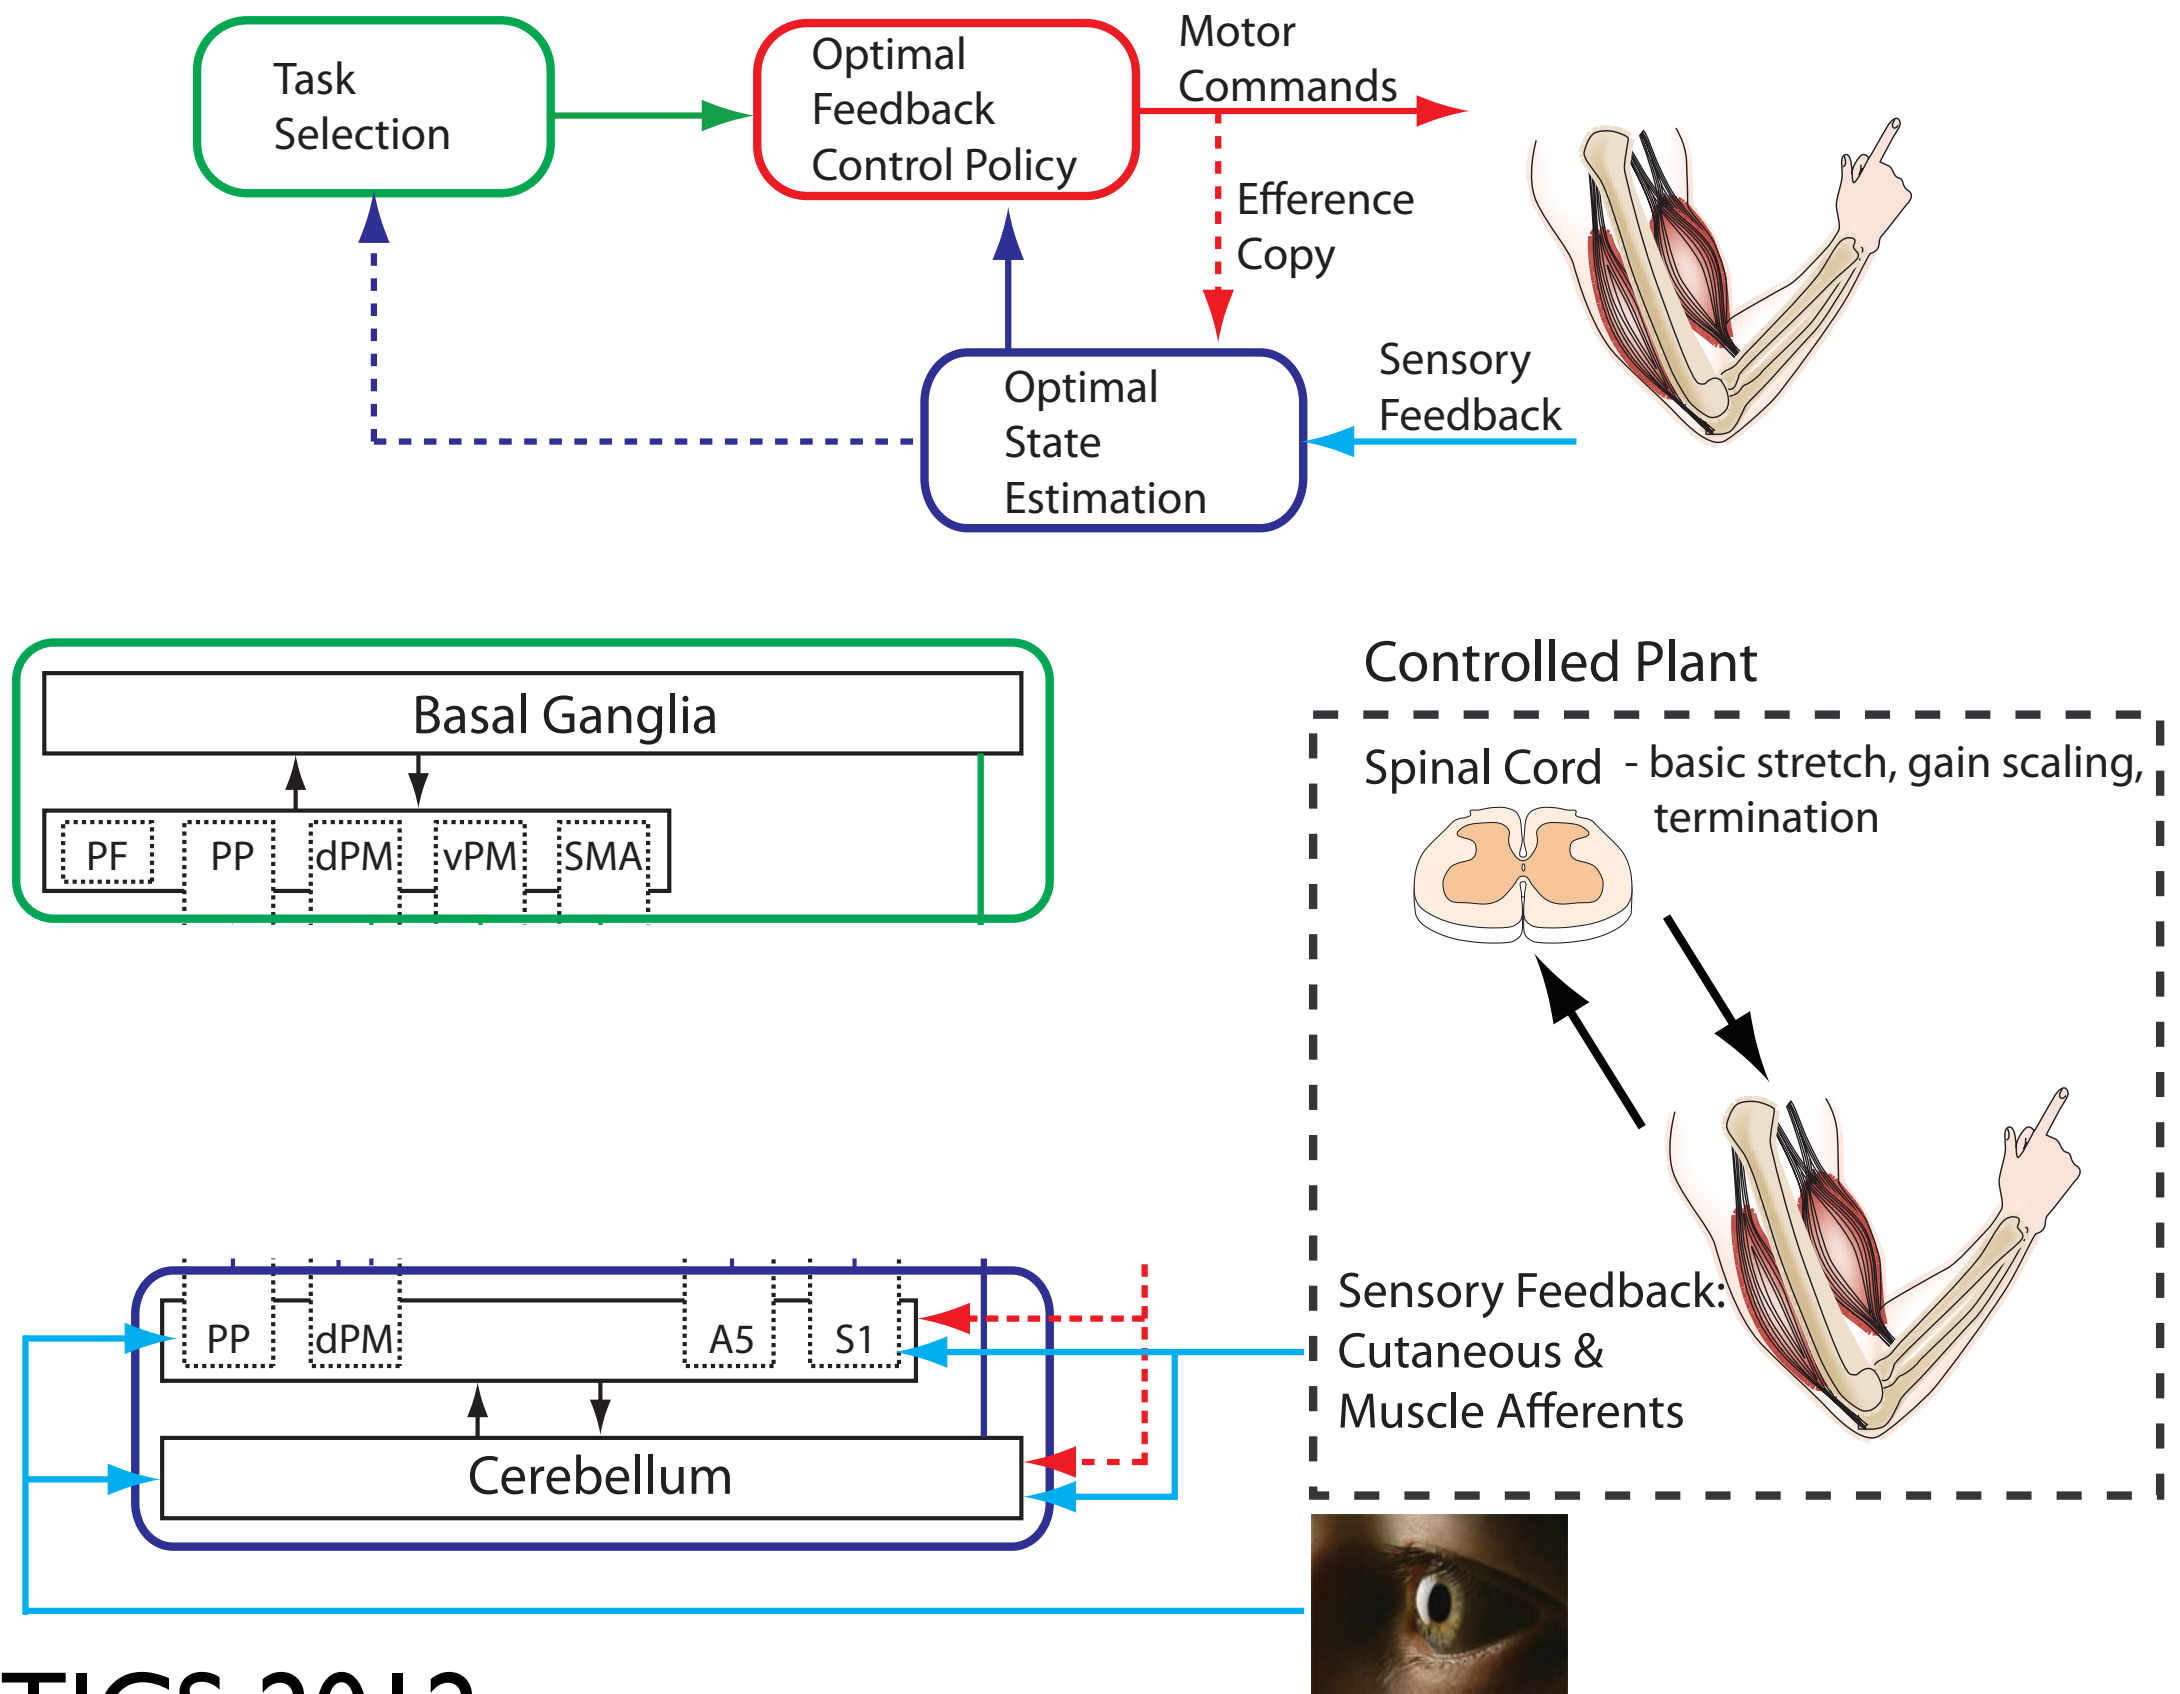 Task
Selection
Optimal
Feedback
Control Policy
Motor
Commands
Efference
Copy
Optimal
State
Estimation
Sensory
Feedback
Basal Ganglia
PF PP dPM vPM SMA
Controlled Plant
Spinal Cord - basic stretch, gain scaling,
termination
PP dPM A5 S1
Cerebellum
Sensory Feedback:
Cutaneous &
Muscle Afferents
TICS 2012